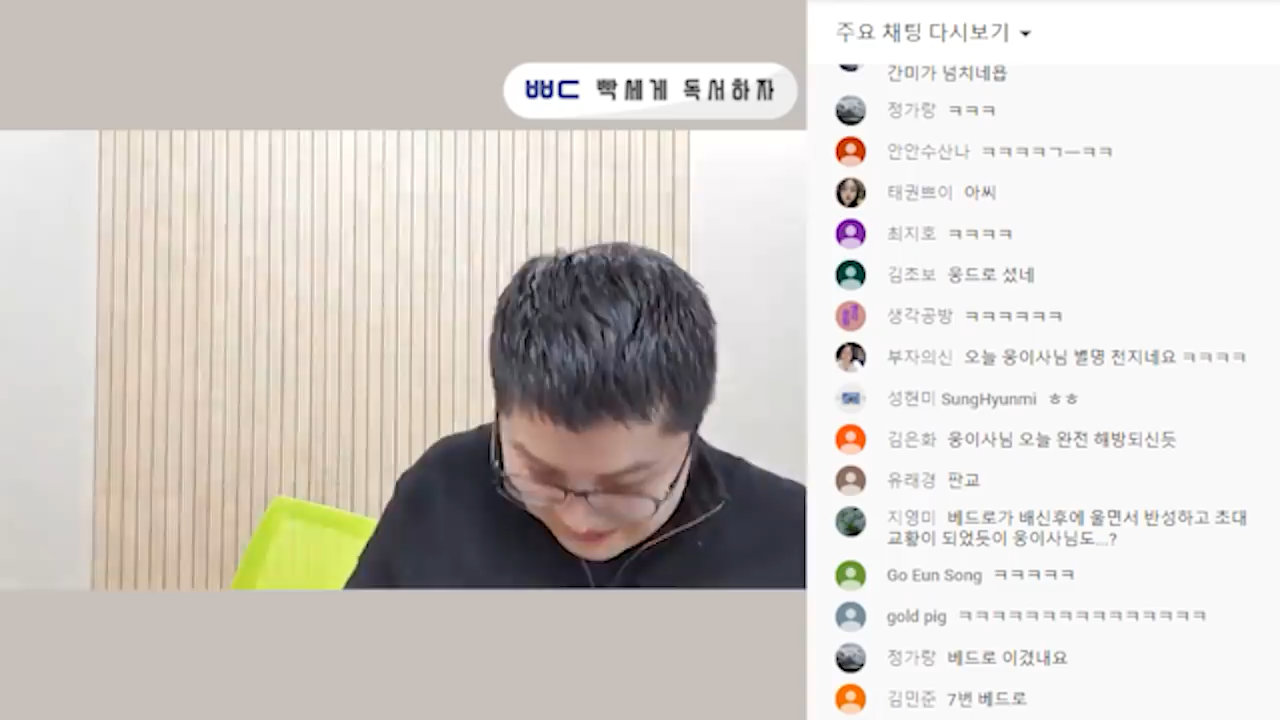 ㅃㄷ 빡세게 독서하자
주요 채팅 다시보기
간미가 넘치네욥
정가량 ㅋㅋㅋ
안안수산나 ㅋㅋㅋㅋㄱㅡㅋㅋ
태권쁘이 아씨
최지호 ㅋㅋㅋㅋ
김조보 웅드로 셨네
생각공방 ㅋㅋㅋㅋㅋㅋ
부자의신 오늘 웅이사님 별명 전지네요 ㅋㅋㅋㅋ
성현미 SungHyunmi ㅎㅎ
김은화 웅이사님 오늘 완전 해방되신듯
유래경 판교
지영미 베드로가 배신후에 울면서 반성하고 초대
교황이 되었듯이 웅이사님도...?
Go Eun Song ㅋㅋㅋㅋㅋ
gold pig ㅋㅋㅋㅋㅋㅋㅋㅋㅋㅋㅋㅋㅋㅋㅋ
정가량 베드로 이겼내요
김민준 7번 베드로